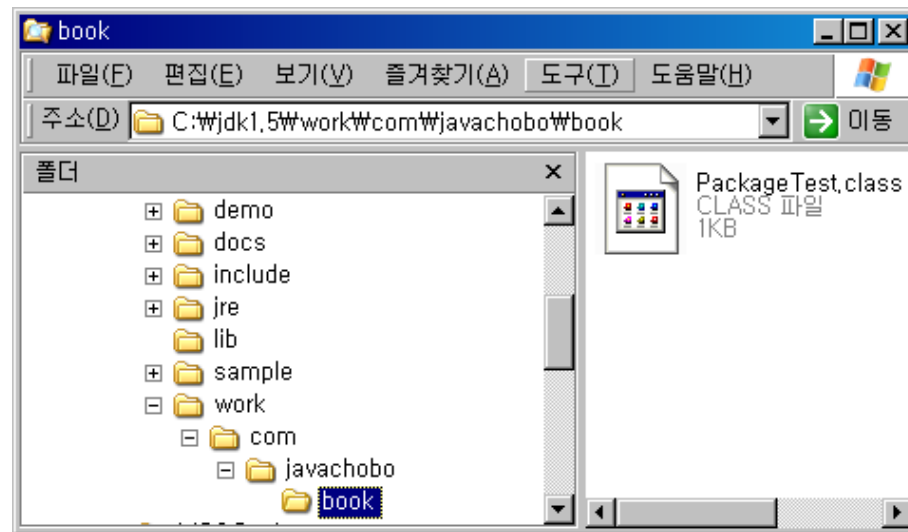 book
파일(F) 편집(E) 보기(V) 즐겨찾기(A) 도구(T) 도움말(H)
주소(D) C:₩jdk1.5₩work₩com₩javachobo₩book 이동
폴더
demo
docs
include
jre
lib
sample
work
com
javachobo
book
PackageTest.class
CLASS 파일
1KB